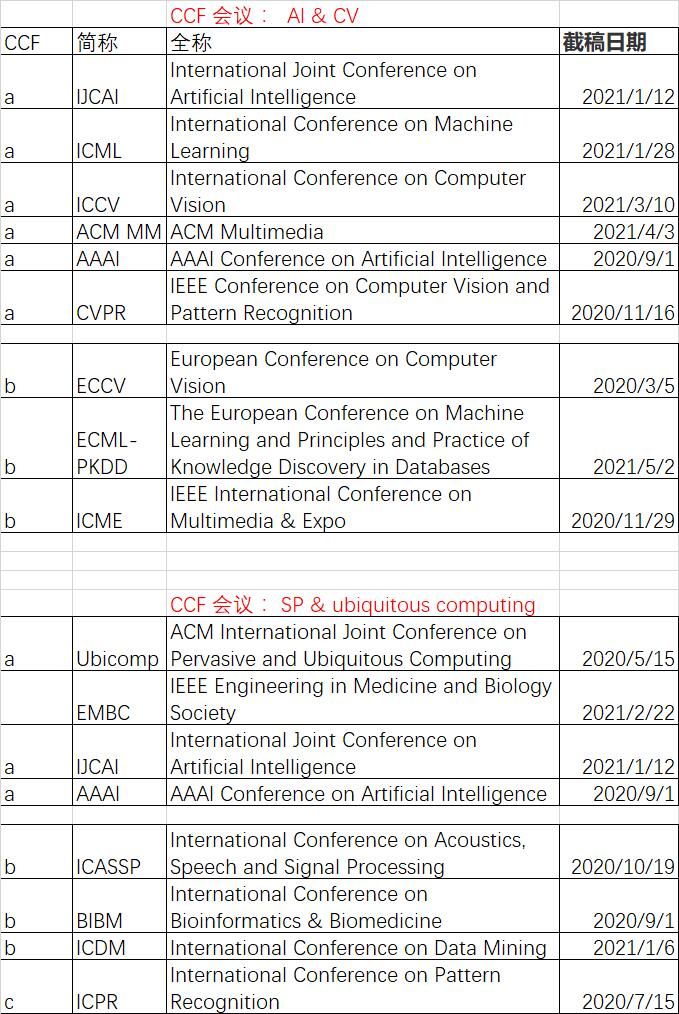 CCF 会议： AI & CV
CCF 简称 全称 截稿日期
International Joint Conference on
a IJCAI Artificial Intelligence 2021/1/12
International Conference on Machine
a ICML Learning 2021/1/28
International Conference on Computer
a ICCV Vision 2021/3/10
a ACM MM ACM Multimedia 2021/4/3
a AAAI AAAI Conference on Artificial Intelligence 2020/9/1
IEEE Conference on Computer Vision and
a CVPR Pattern Recognition 2020/11/16
European Conference on Computer
b ECCV Vision 2020/3/5
The European Conference on Machine
ECML- Learning and Principles and Practice of
b PKDD Knowledge Discovery in Databases 2021/5/2
IEEE International Conference on
b ICME Multimedia & Expo 2020/11/29
CCF 会议： SP & ubiquitous computing
ACM International Joint Conference on
a Ubicomp Pervasive and Ubiquitous Computing 2020/5/15
IEEE Engineering in Medicine and Biology
EMBC Society 2021/2/22
International Joint Conference on
a IJCAI Artificial Intelligence 2021/1/12
a AAAI AAAI Conference on Artificial Intelligence 2020/9/1
International Conference on Acoustics,
b ICASSP Speech and Signal Processing 2020/10/19
International Conference on
b BIBM Bioinformatics & Biomedicine 2020/9/1
b ICDM International Conference on Data Mining 2021/1/6
International Conference on Pattern
c ICPR Recognition 2020/7/15